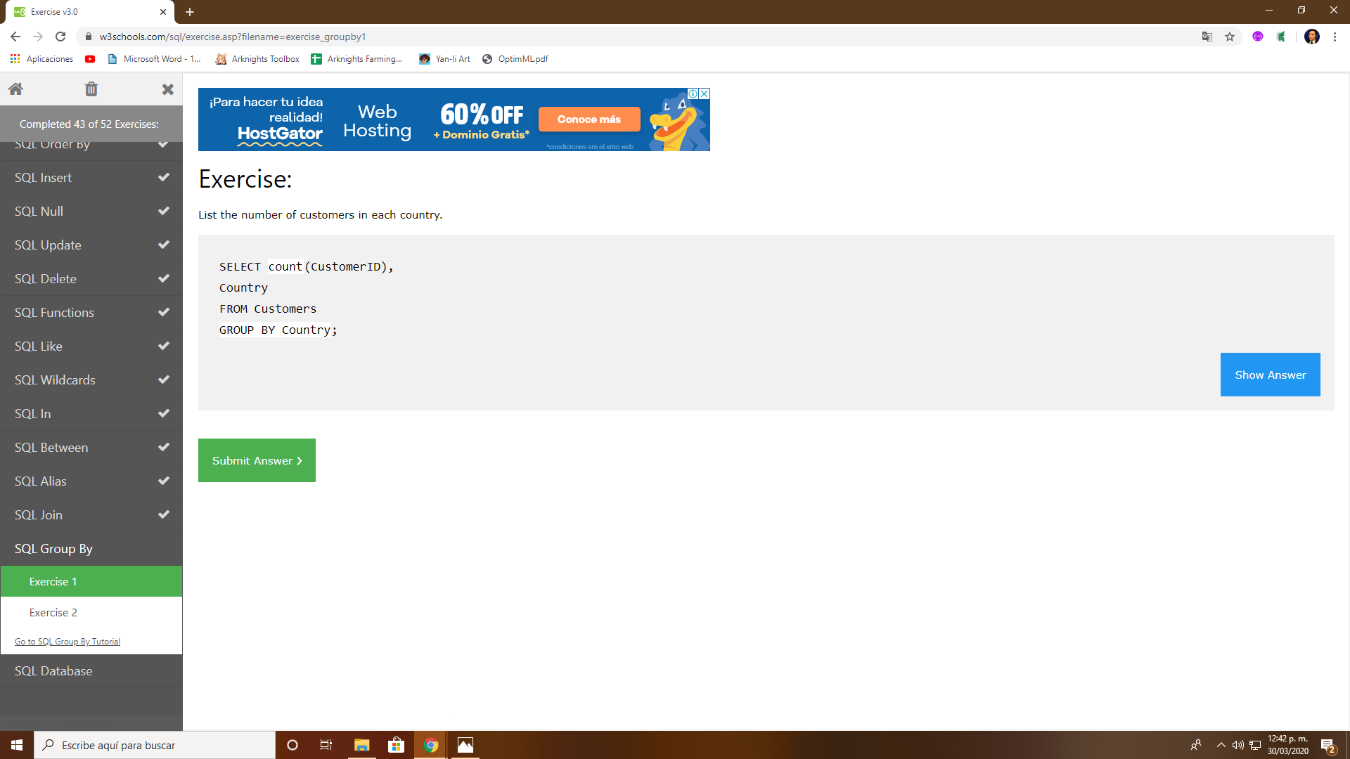 Exercise v3.0
w3schools.com/sql/exercise.asp?filename=exercise_groupby1
Aplicaciones
Microsoft Word - 1...
Arknights Toolbox
Arknights Farming...
Yan-li Art
OptimML.pdf
Completed 43 of 52 Exercises:
SQL Order By
SQL Insert
SQL Null
SQL Update
SQL Delete
SQL Functions
SQL Like
SQL Wildcards
SQL In
SQL Between
SQL Alias
SQL Join
SQL Group By
Exercise 1
Exercise 2
Go to SQL Group By Tutorial
SQL Database
¡Para hacer tu idea
realidad!
HostGator
Web
Hosting
60% OFF
+ Dominio Gratis*
Conoce más
Exercise:
List the number of customers in each country.
SELECT count(CustomerID),
Country
FROM Customers
GROUP BY Country;
Show Answer
Submit Answer ❯
Escribe aquí para buscar
12:42 p. m.
30/03/2020
2